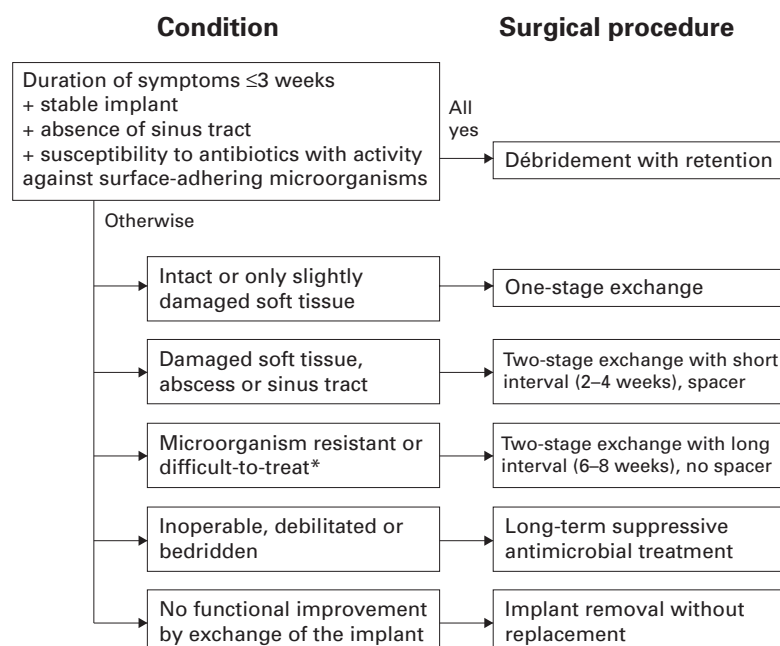 Condition
Surgical procedure
Duration of symptoms ≤3 weeks
+ stable implant
+ absence of sinus tract
+ susceptibility to antibiotics with activity
against surface-adhering microorganisms
All
yes
Débridement with retention
Otherwise
Intact or only slightly
damaged soft tissue
One-stage exchange
Damaged soft tissue,
abscess or sinus tract
Two-stage exchange with short
interval (2–4 weeks), spacer
Microorganism resistant or
difficult-to-treat*
Two-stage exchange with long
interval (6–8 weeks), no spacer
Inoperable, debilitated or
bedridden
Long-term suppressive
antimicrobial treatment
No functional improvement
by exchange of the implant
Implant removal without
replacement